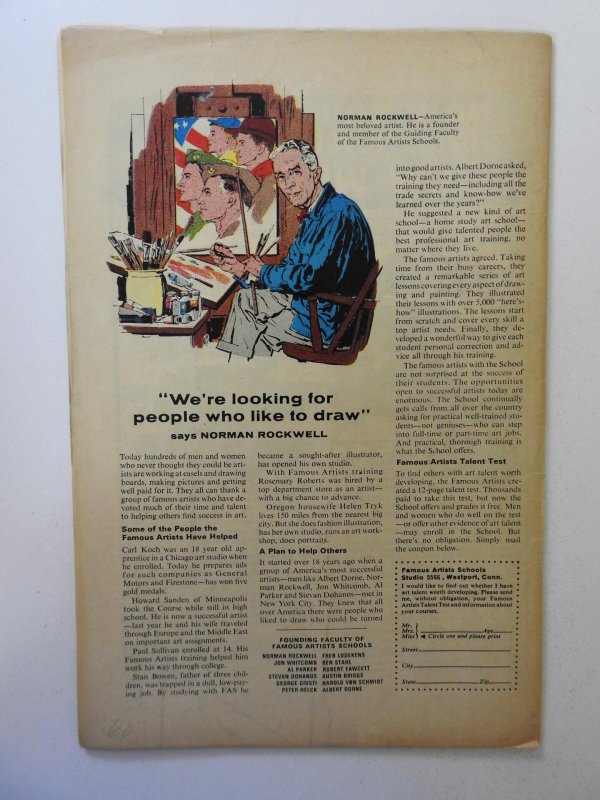 NORMAN ROCKWELL—America's
most beloved artist. He is a founder
and member of the Guiding Faculty
of the Famous Artists Schools.
"We're looking for
people who like to draw"
says NORMAN ROCKWELL
Today hundreds of men and women
who never thought they could be art-
ists are working at easels and drawing
boards, making pictures and getting
well paid for it. They all can thank a
group of famous artists who have de-
voted much of their time and talent
to helping others find success in art.
Some of the People the
Famous Artists Have Helped
Carl Koch was an 18 year old ap-
prentice in a Chicago art studio when
he enrolled. Today he prepares ads
for such companies as General
Motors and Firestone—has won five
gold medals.
Howard Sanden of Minneapolis
took the Course while still in high
school. He is now a successful artist
—last year he and his wife traveled
through Europe and the Middle East
on important art assignments.
Paul Sullivan enrolled at 14. His
Famous Artists training helped him
work his way through college.
Stan Bowen, father of three chil-
dren, was trapped in a dull, low-pay-
ing job. By studying with FAS he
became a sought-after illustrator,
has opened his own studio.
With Famous Artists training
Rosemary Roberts was hired by a
top department store as an artist—
with a big chance to advance.
Oregon housewife Helen Tryk
lives 150 miles from the nearest big
city. But she does fashion illustration,
has her own studio, runs an art work-
shop, does portraits.
A Plan to Help Others
It started over 18 years ago when a
group of America's most successful
artists—men like Albert Dorne, Nor-
man Rockwell, Jon Whitcomb, Al
Parker and Stevan Dohanos—met in
New York City. They knew that all
over America there were people who
liked to draw who could be turned
FOUNDING FACULTY OF
FAMOUS ARTISTS SCHOOLS
NORMAN ROCKWELL FRED LUDEKENS
JON WHITCOMB BEN STAHL
AL PARKER ROBERT FAWCETT
STEVAN DOHANOS AUSTIN BRIGGS
GEORGE GIUSTI HAROLD VON SCHMIDT
PETER HELCK ALBERT DORNE
into good artists. Albert Dorne asked,
"Why can't we give these people the
training they need—including all the
trade secrets and know-how we've
learned over the years?"
He suggested a new kind of art
school—a home study art school—
that would give talented people the
best professional art training, no
matter where they live.
The famous artists agreed. Taking
time from their busy careers, they
created a remarkable series of art
lessons covering every aspect of draw-
ing and painting. They illustrated
their lessons with over 5,000 "here's-
how" illustrations. The lessons start
from scratch and cover every skill a
top artist needs. Finally, they de-
veloped a wonderful way to give each
student personal correction and ad-
vice all through his training.
The famous artists with the School
are not surprised at the success of
their students. The opportunities
open to successful artists today are
enormous. The School continually
gets calls from all over the country
asking for practical well-trained stu-
dents—not geniuses—who can step
into full-time or part-time art jobs.
And practical, thorough training is
what the School offers.
Famous Artists Talent Test
To find others with art talent worth
developing, the Famous Artists cre-
ated a 12-page talent test. Thousands
paid to take this test, but now the
School offers and grades it free. Men
and women who do well on the test
—or offer other evidence of art talent
—may enroll in the School. But
there's no obligation. Simply mail
the coupon below.
Famous Artists Schools
Studio 5566, Westport, Conn.
I would like to find out whether I have
art talent worth developing. Please send
me, without obligation, your Famous
Artists Talent Test and information about
your courses.
Mr.
Mrs. Age
Miss Circle one and please print
Street
City
State Zip
60